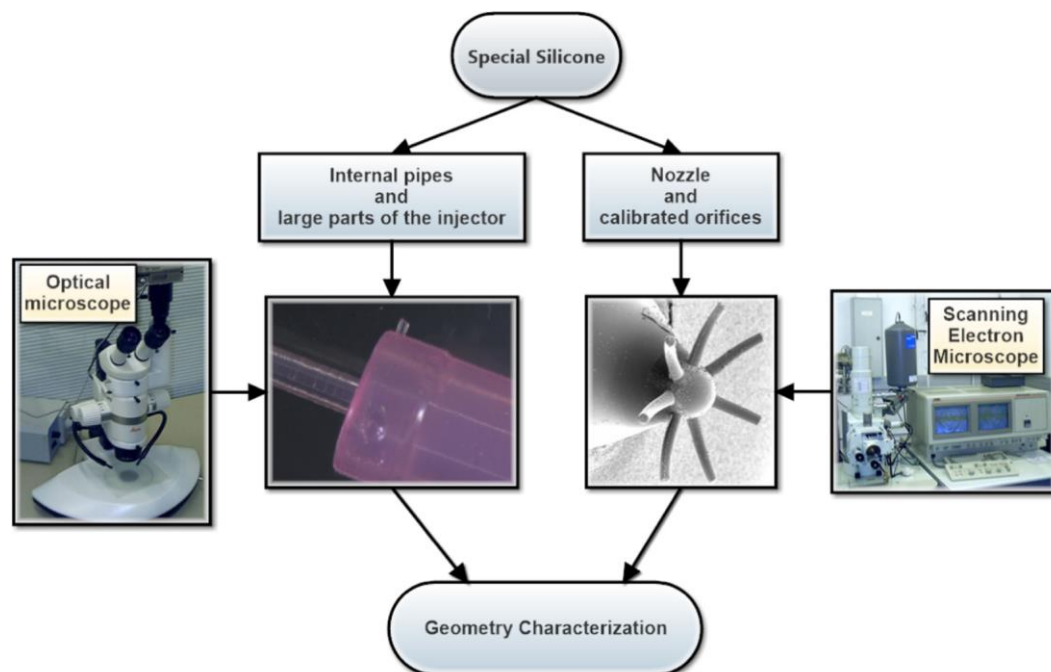 Special Silicone
Internal pipes
and
large parts of the injector
Nozzle
and
calibrated orifices
Optical
microscope
Scanning
Electron
Microscope
Geometry Characterization